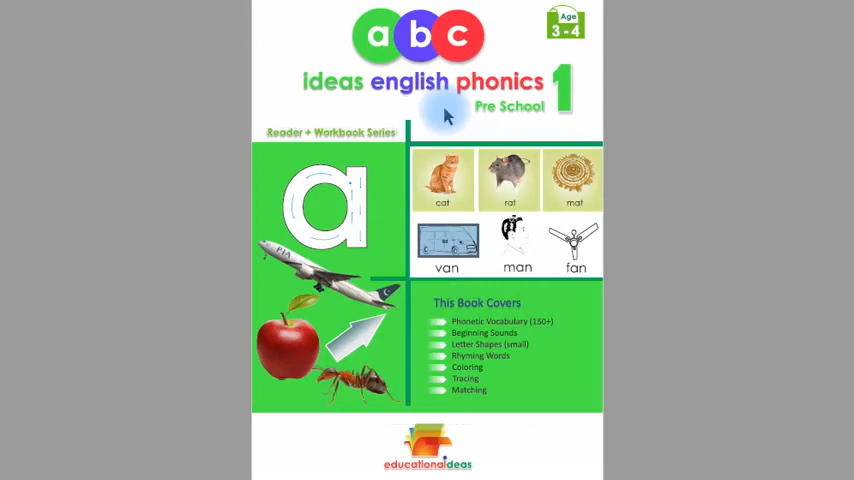 abc
Age
3 - 4
ideas english phonics 1
Pre School
Reader + Workbook Series
a
cat rat mat
van man fan
PIA
This Book Covers
Phonetic Vocabulary (150+)
Beginning Sounds
Letter Shapes (small)
Rhyming Words
Coloring
Tracing
Matching
educationalideas